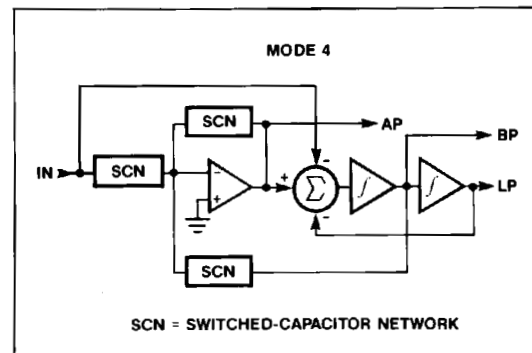 MODE 4
SCN
AP
BP
IN
SCN
-
-
+
+
Σ
∫
∫
LP
-
SCN
SCN = SWITCHED-CAPACITOR NETWORK